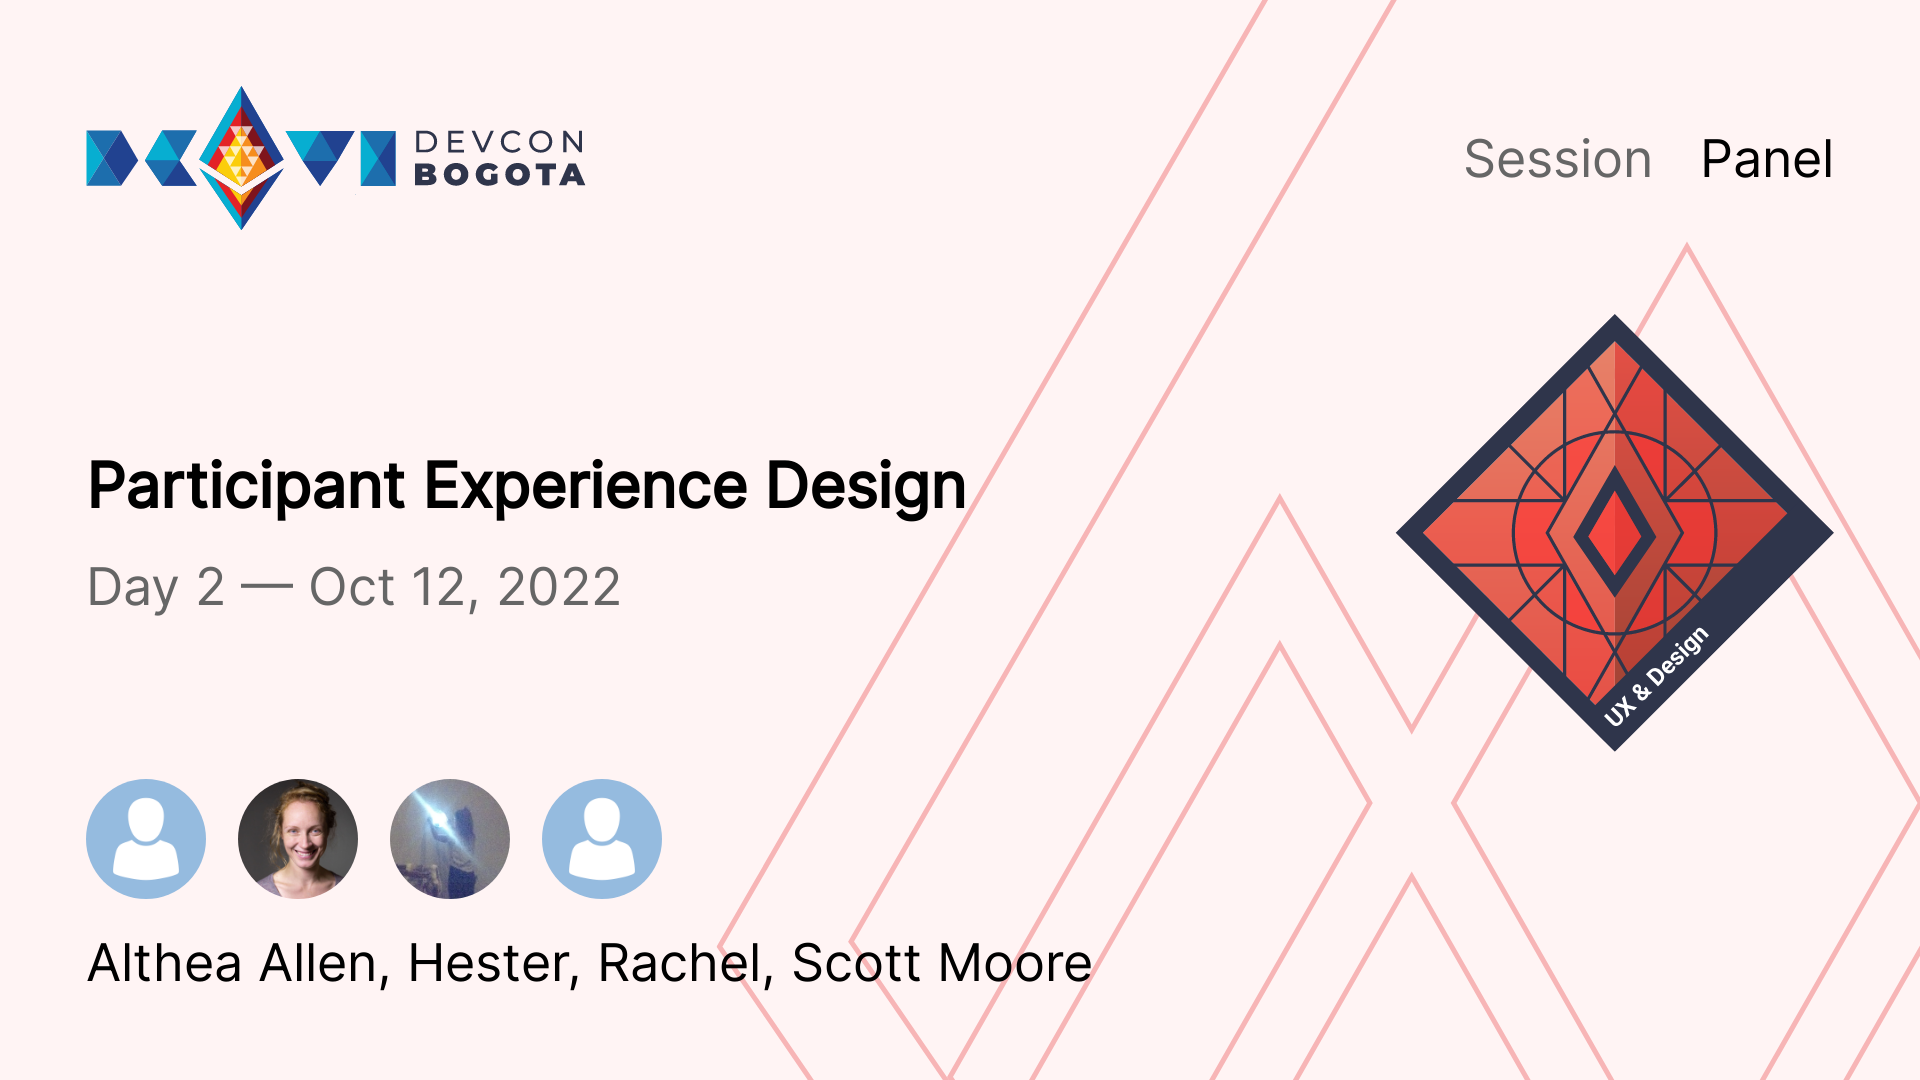 DEVCON
BOGOTA
Session Panel
Participant Experience Design
Day 2 — Oct 12, 2022
UX & Design
Althea Allen, Hester, Rachel, Scott Moore